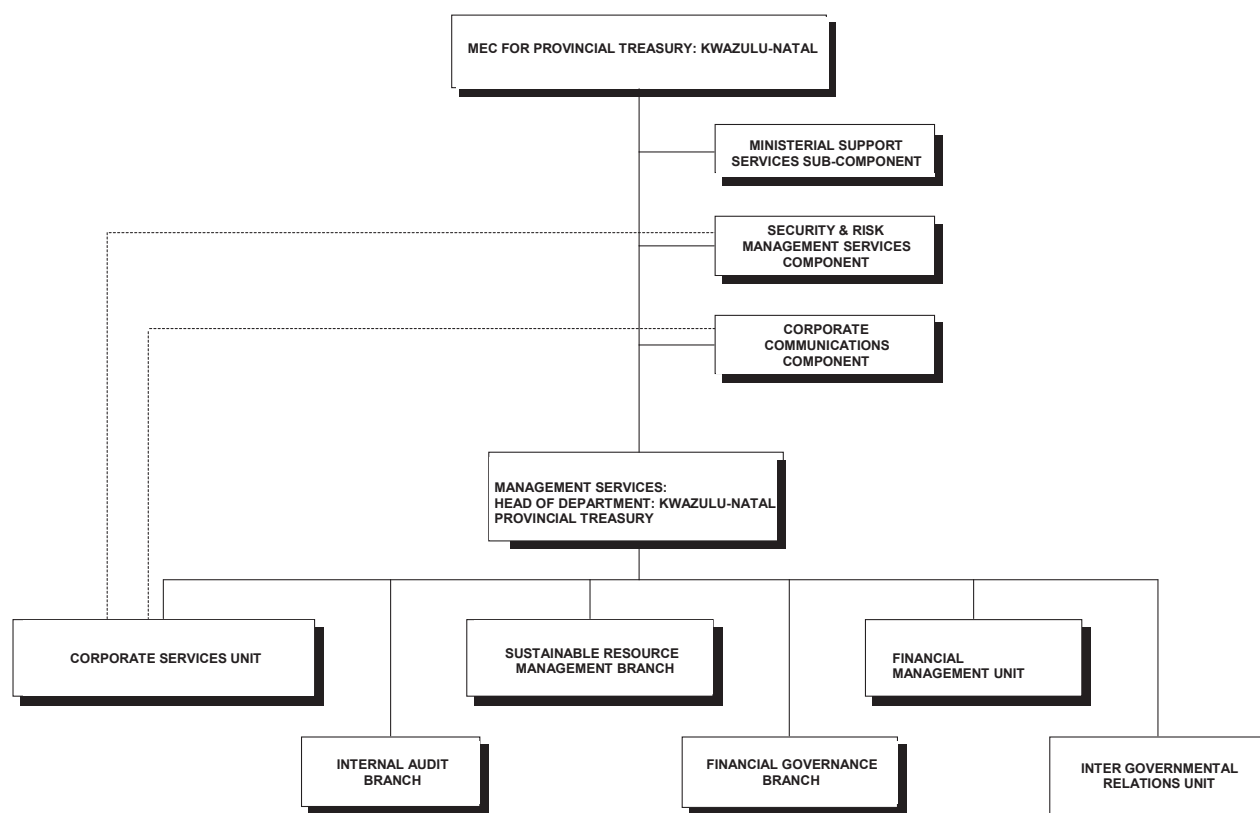 MEC FOR PROVINCIAL TREASURY: KWAZULU-NATAL
MINISTERIAL SUPPORT
SERVICES SUB-COMPONENT
SECURITY & RISK
MANAGEMENT SERVICES
COMPONENT
CORPORATE
COMMUNICATIONS
COMPONENT
MANAGEMENT SERVICES:
HEAD OF DEPARTMENT: KWAZULU-NATAL
PROVINCIAL TREASURY
CORPORATE SERVICES UNIT
SUSTAINABLE RESOURCE
MANAGEMENT BRANCH
FINANCIAL
MANAGEMENT UNIT
INTERNAL AUDIT
BRANCH
FINANCIAL GOVERNANCE
BRANCH
INTER GOVERNMENTAL
RELATIONS UNIT